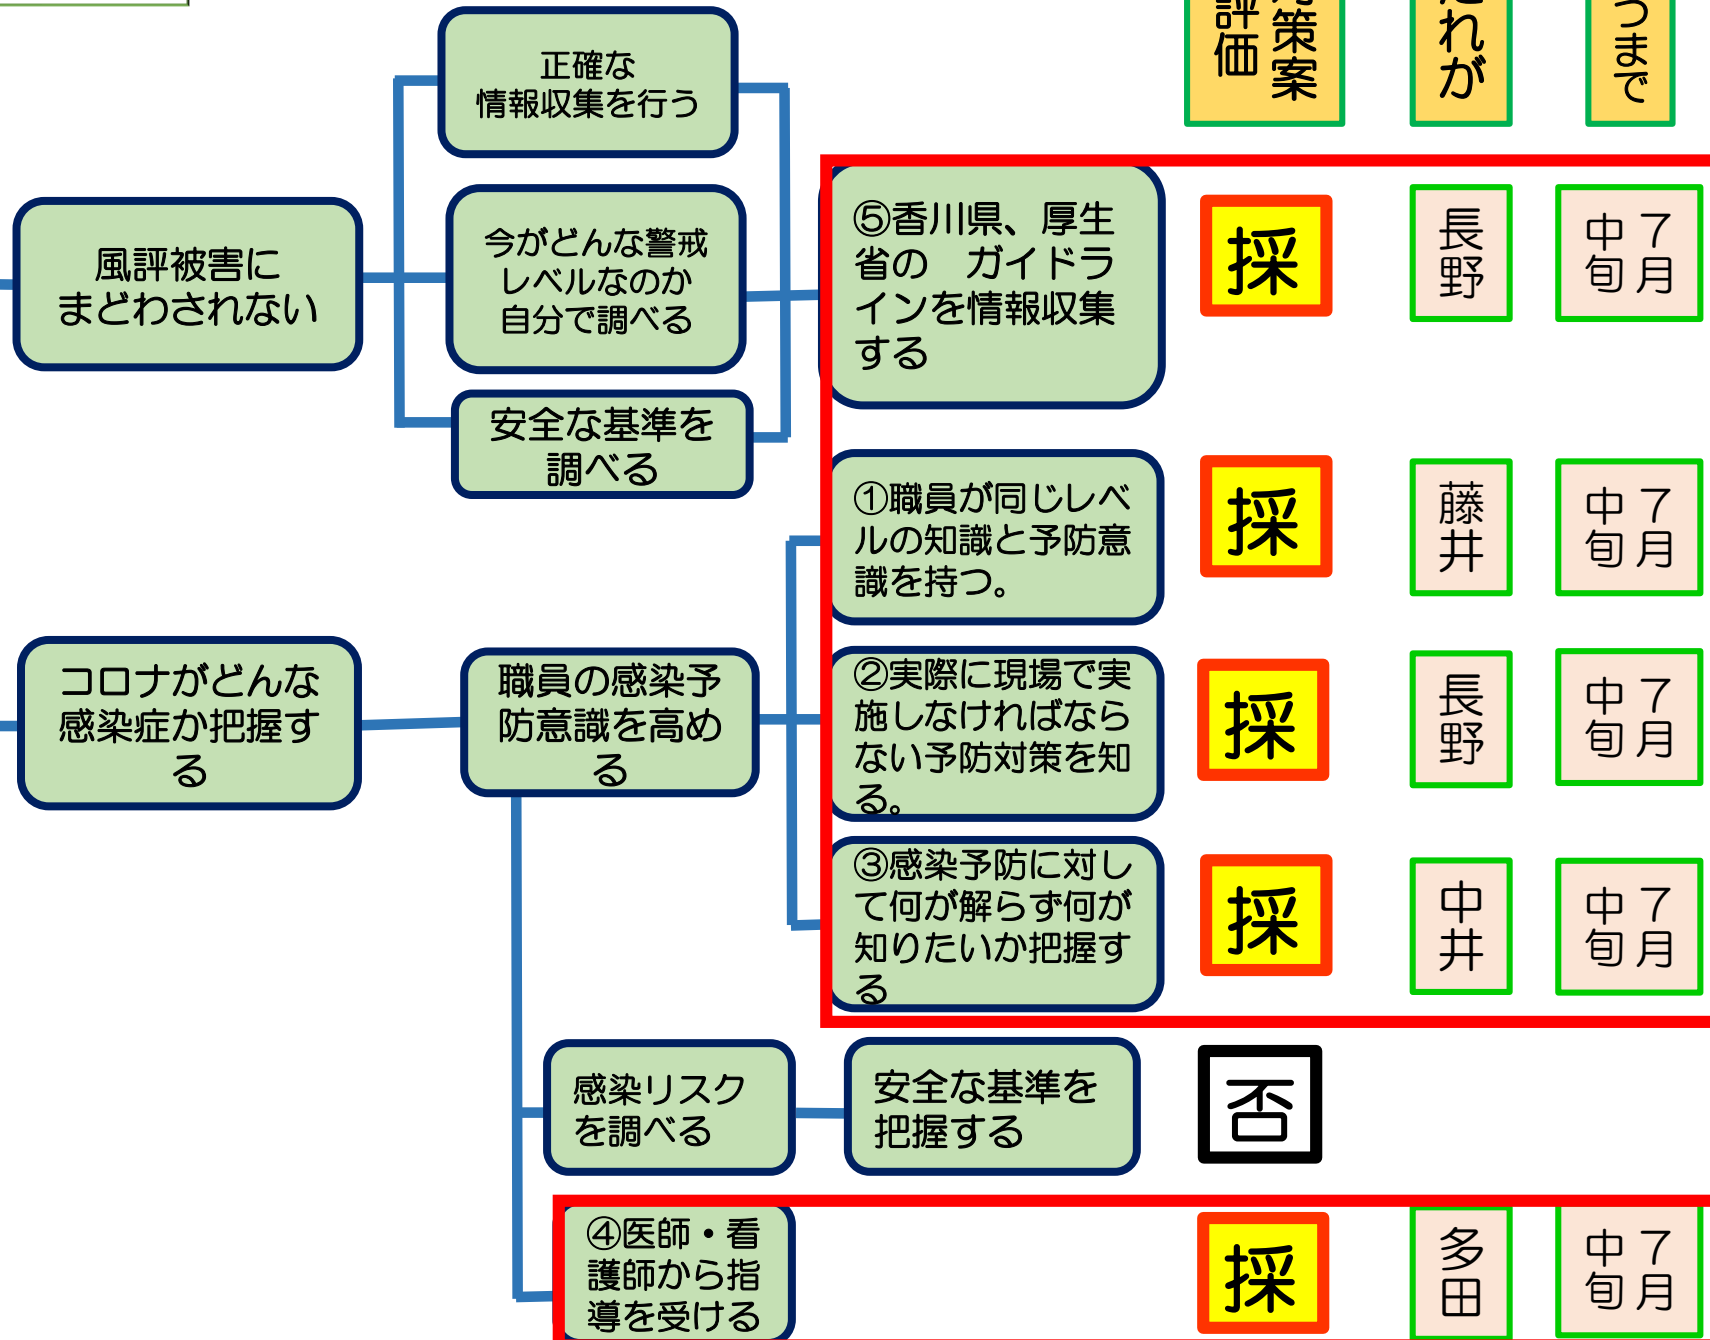 策案
評価
れが
つまで
正確な
情報収集を行う
風評被害に
まどわされない
今がどんな警戒
レベルなのか
自分で調べる
安全な基準を
調べる
⑤香川県、厚生
省の　ガイドラ
インを情報収集
する
採
長野
7月
中旬
①職員が同じレベ
ルの知識と予防意
識を持つ。
採
藤井
7月
中旬
コロナがどんな
感染症か把握す
る
職員の感染予
防意識を高め
る
②実際に現場で実
施しなければなら
ない予防対策を知
る。
採
長野
7月
中旬
③感染予防に対し
て何が解らず何が
知りたいか把握す
る
採
中井
7月
中旬
感染リスク
を調べる
安全な基準を
把握する
否
④医師・看
護師から指
導を受ける
採
多田
7月
中旬